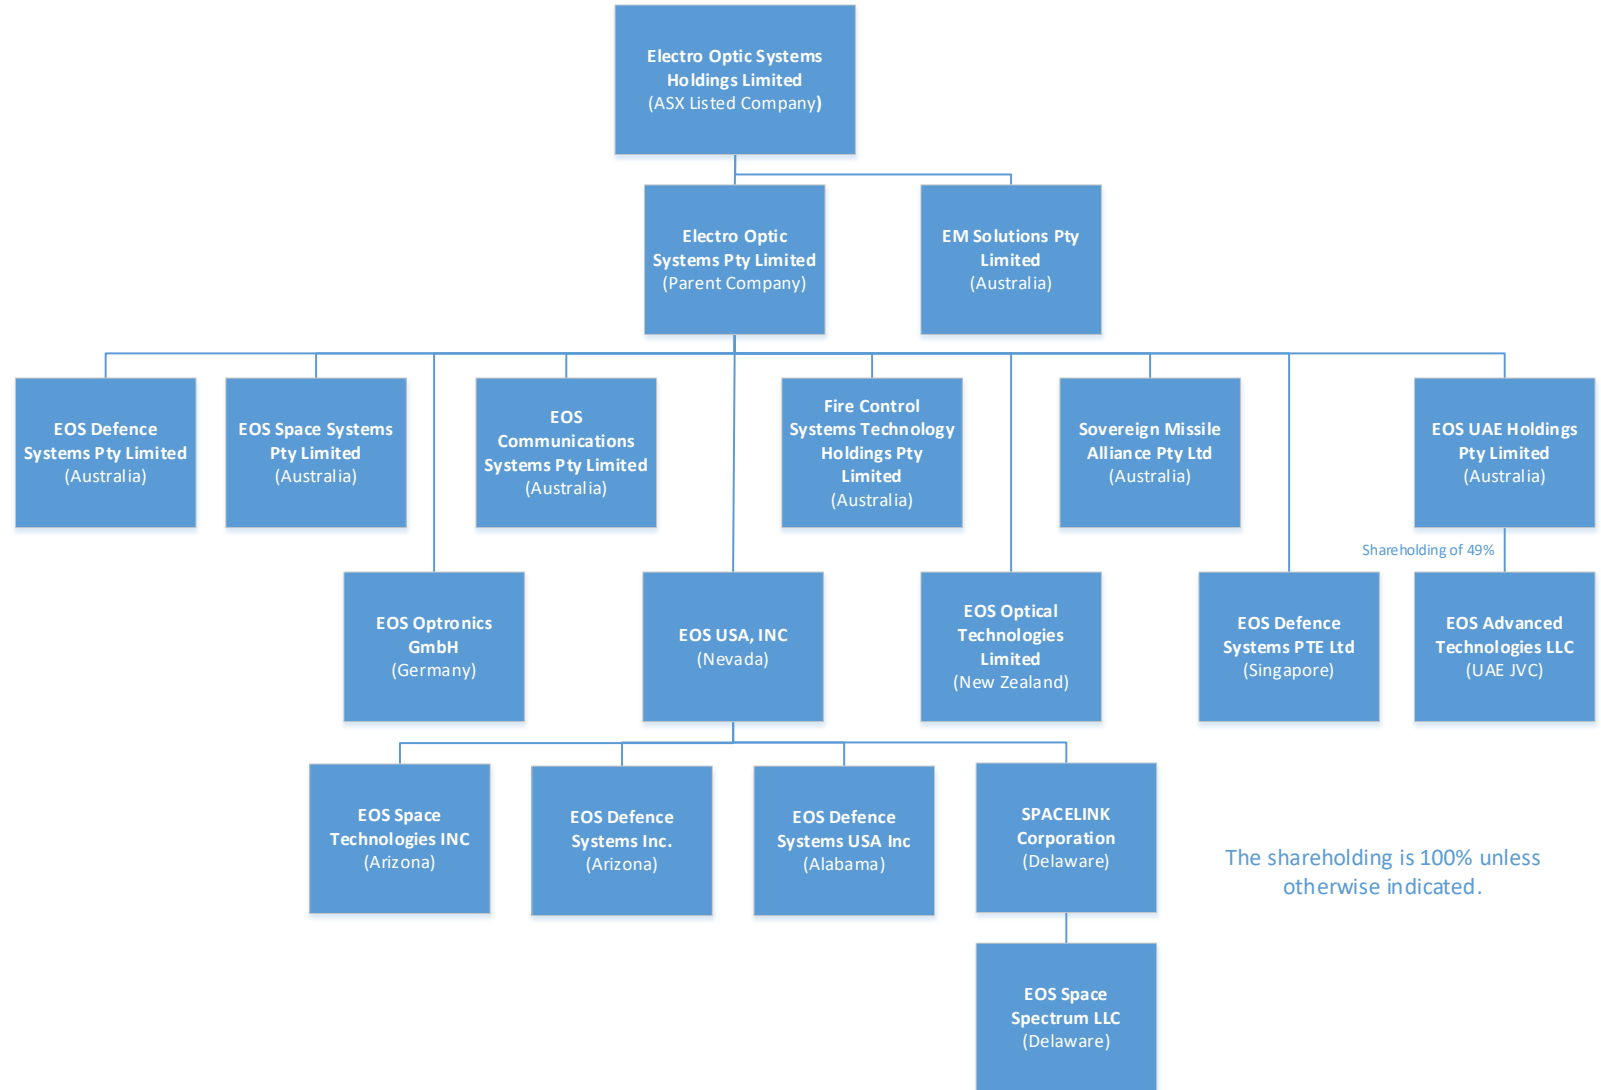 Electro Optic Systems
Holdings Limited
(ASX Listed Company)
Electro Optic
Systems Pty Limited
(Parent Company)
EM Solutions Pty
Limited
(Australia)
EOS Defence
Systems Pty Limited
(Australia)
EOS Space Systems
Pty Limited
(Australia)
EOS
Communications
Systems Pty Limited
(Australia)
Fire Control
Systems Technology
Holdings Pty
Limited
(Australia)
Sovereign Missile
Alliance Pty Ltd
(Australia)
EOS UAE Holdings
Pty Limited
(Australia)
Shareholding of 49%
EOS Optronics
GmbH
(Germany)
EOS USA, INC
(Nevada)
EOS Optical
Technologies
Limited
(New Zealand)
EOS Defence
Systems PTE Ltd
(Singapore)
EOS Advanced
Technologies LLC
(UAE JVC)
EOS Space
Technologies INC
(Arizona)
EOS Defence
Systems Inc.
(Arizona)
EOS Defence
Systems USA Inc
(Alabama)
SPACELINK
Corporation
(Delaware)
The shareholding is 100% unless
otherwise indicated.
EOS Space
Spectrum LLC
(Delaware)